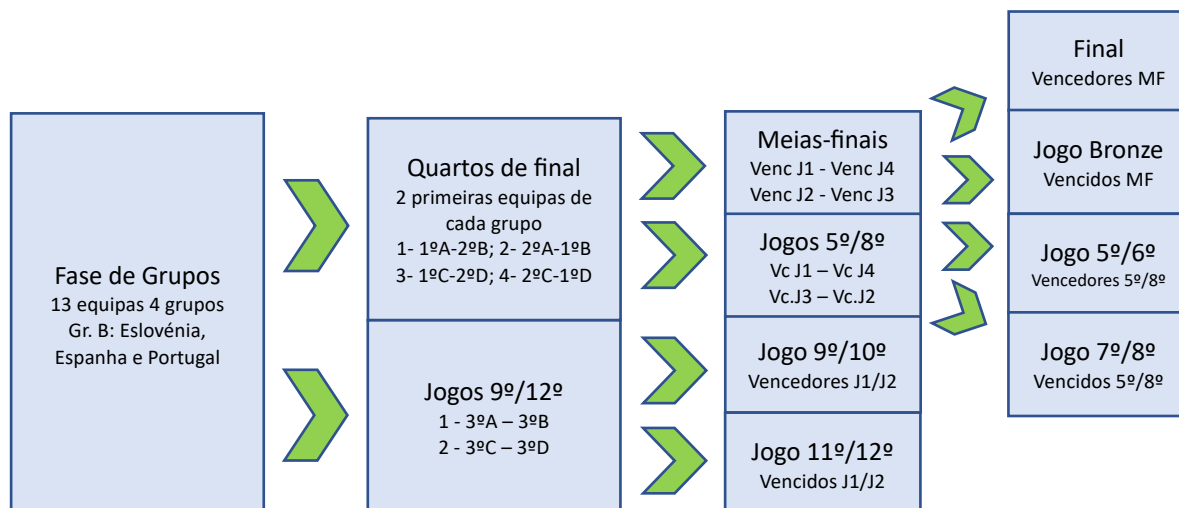 Fase de Grupos
13 equipas 4 grupos
Gr. B: Eslovénia,
Espanha e Portugal
Quartos de final
2 primeiras equipas de
cada grupo
1- 1ºA-2ºB; 2- 2ºA-1ºB
3- 1ºC-2ºD; 4- 2ºC-1ºD
Jogos 9º/12º
1 - 3ºA – 3ºB
2 - 3ºC – 3ºD
Meias-finais
Venc J1 - Venc J4
Venc J2 - Venc J3
Jogos 5º/8º
Vc J1 – Vc J4
Vc.J3 – Vc.J2
Jogo 9º/10º
Vencedores J1/J2
Jogo 11º/12º
Vencidos J1/J2
Final
Vencedores MF
Jogo Bronze
Vencidos MF
Jogo 5º/6º
Vencedores 5º/8º
Jogo 7º/8º
Vencidos 5º/8º